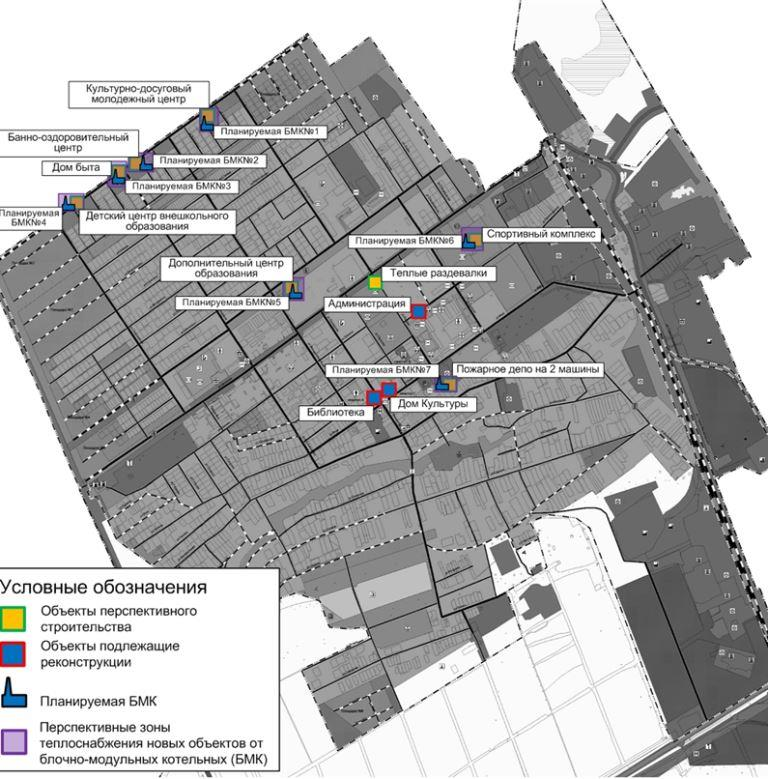 Культурно-досуговый
молодежный центр
Планируемая БМК№1
Банно-оздоровительный
центр
Планируемая БМК№2
Дом быта
Планируемая БМК№3
Планируемая
БМК№4
Детский центр внешкольного
образования
Планируемая БМК№6
Спортивный комплекс
Дополнительный центр
образования
Теплые раздевалки
Планируемая БМК№5
Администрация
Планируемая БМК№7
Пожарное депо на 2 машины
Библиотека
Дом Культуры
Условные обозначения
Объекты перспективного
строительства
Объекты подлежащие
реконструкции
Планируемая БМК
Перспективные зоны
теплоснабжения новых объектов от
блочно-модульных котельных (БМК)